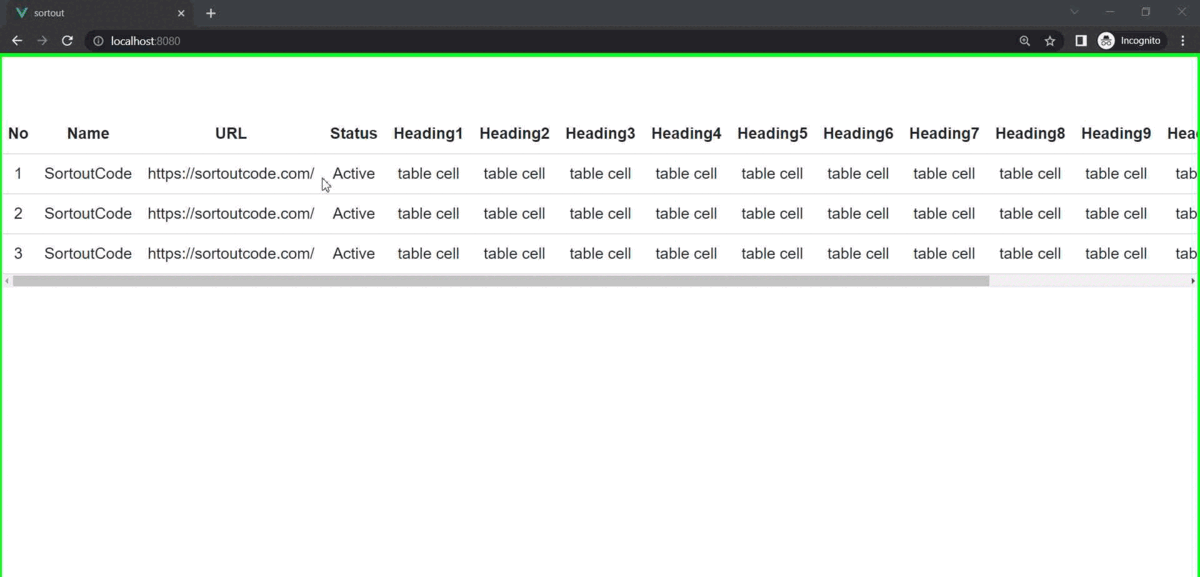 sortout
localhost:8080
Incognito
No Name URL Status Heading1 Heading2 Heading3 Heading4 Heading5 Heading6 Heading7 Heading8 Heading9 Hea
1 SortoutCode https://sortoutcode.com/ Active table cell table cell table cell table cell table cell table cell table cell table cell table cell tab
2 SortoutCode https://sortoutcode.com/ Active table cell table cell table cell table cell table cell table cell table cell table cell table cell tab
3 SortoutCode https://sortoutcode.com/ Active table cell table cell table cell table cell table cell table cell table cell table cell table cell tab